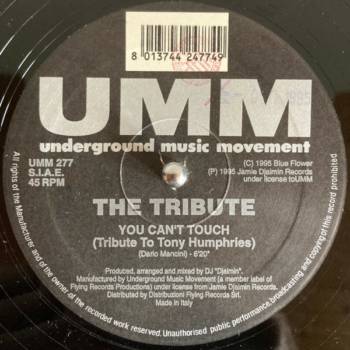 8 013744 247749
UMM
underground music movement
UMM 277
S.I.A.E.
45 RPM
(C) 1995 Blue Flower
(P) 1995 Jamie Djaimin Records
under license toUMM
THE TRIBUTE
YOU CAN'T TOUCH
(Tribute To Tony Humphries)
(Dario Mancini) - 6'20"
Produced, arranged and mixed by DJ "Djaimin".
Manufactured by Underground Music Movement (a member label of
Flying Records Productions) under license from Jamie Djaimin Records.
Distributed by Distribuzioni Flying Records Srl.
Made in Italy
All rights of the Manufacturer and of the owner of the recorded work reserved. Unauthorised public performance, broadcasting and copying of this record prohibited